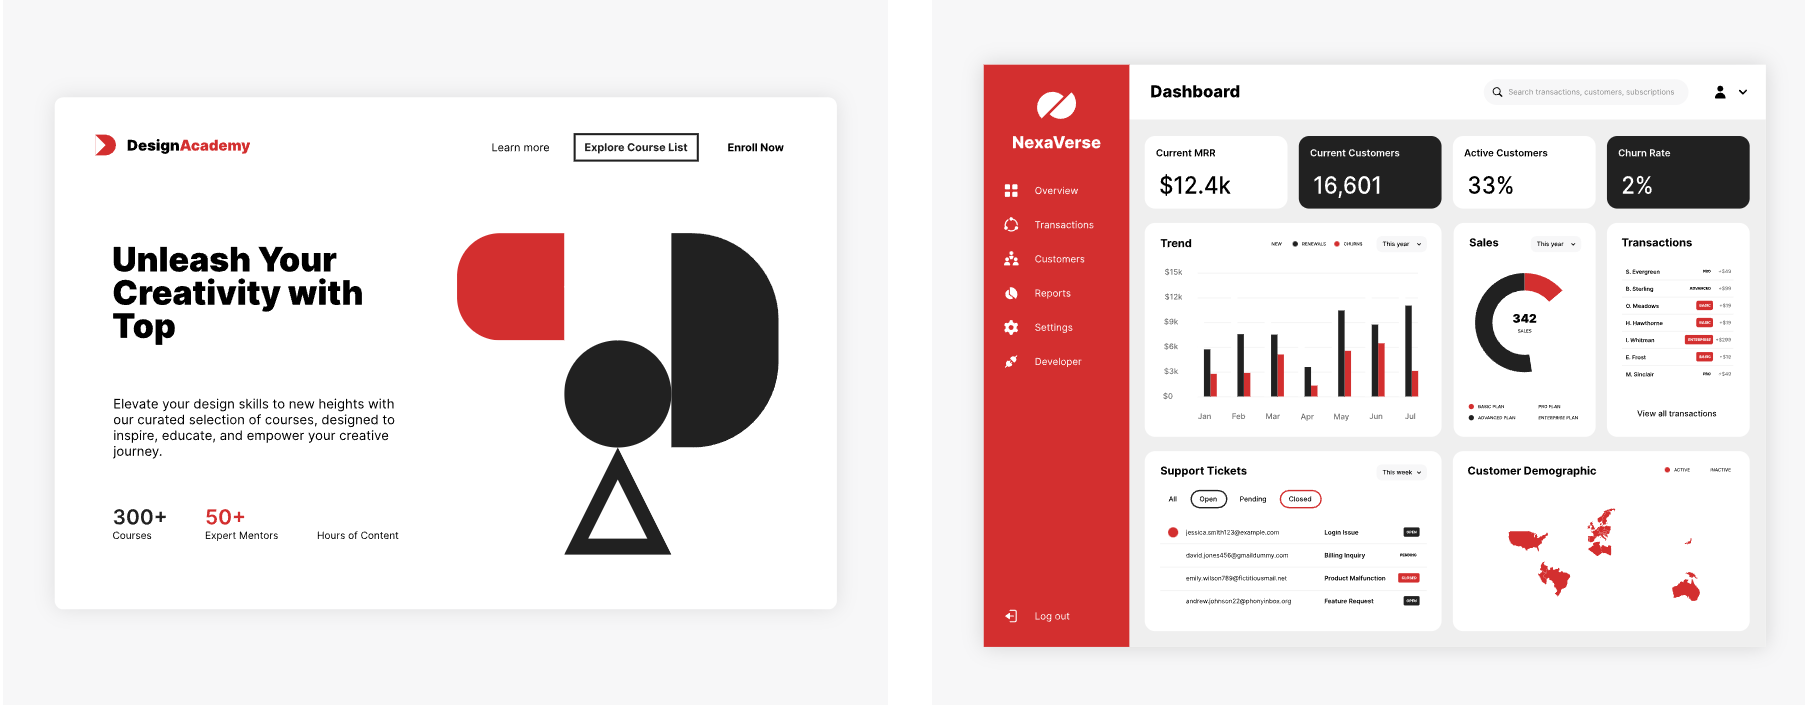 DesignAcademy
Learn more
Explore Course List
Enroll Now
Unleash Your
Creativity with
Top
Elevate your design skills to new heights with
our curated selection of courses, designed to
inspire, educate, and empower your creative
journey.
300+
Courses
50+
Expert Mentors
Hours of Content
NexaVerse
Overview
Transactions
Customers
Reports
Settings
Developer
Log out
Dashboard
Search transactions, customers, subscriptions
Current MRR
$12.4k
Current Customers
16,601
Active Customers
33%
Churn Rate
2%
Trend
NEW
RENEWALS
CHURNS
This year
$15k
$12k
$9k
$6k
$3k
$0
Jan
Feb
Mar
Apr
May
Jun
Jul
Sales
This year
342
SALES
BASIC PLAN
PRO PLAN
ADVANCED PLAN
ENTERPRISE PLAN
Transactions
S. Evergreen PRO +$49
B. Sterling ADVANCED +$99
O. Meadows BASIC +$19
H. Hawthorne BASIC +$19
I. Whitman ENTERPRISE +$299
E. Frost BASIC +$19
M. Sinclair PRO +$49
View all transactions
Support Tickets
This week
All
Open
Pending
Closed
jessica.smith123@example.com Login Issue OPEN
david.jones456@gmaildummy.com Billing Inquiry PENDING
emily.wilson789@fictitiousmail.net Product Malfunction CLOSED
andrew.johnson22@phonyinbox.org Feature Request OPEN
Customer Demographic
ACTIVE
INACTIVE